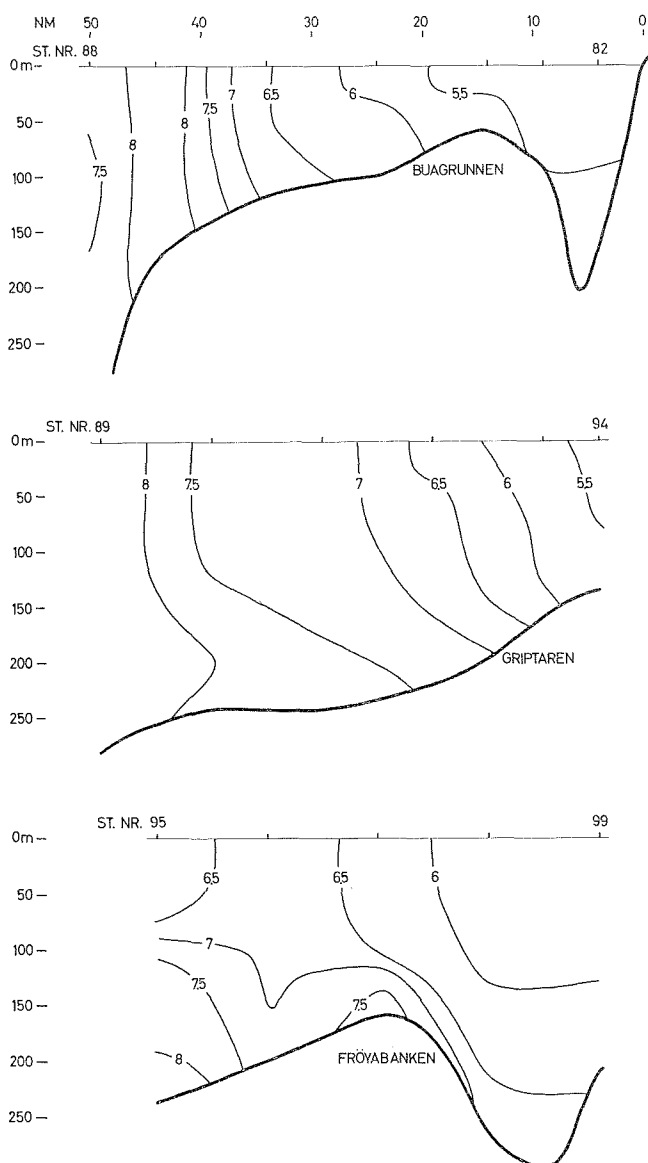 NM 50 40 30 20 10 0
ST. NR. 88 82
0m
6,5 6 5,5
7
7,5
50 8
8
7,5
100 BUAGRUNNEN
150
200
250
ST. NR. 89 94
0m
8 7,5 7 6,5 6 5,5
50
100
150
200 GRIPTAREN
250
ST. NR. 95 99
0m
6,5 6,5 6
50
7
100
7,5
150 7,5
200 8 FRÖYABANKEN
250